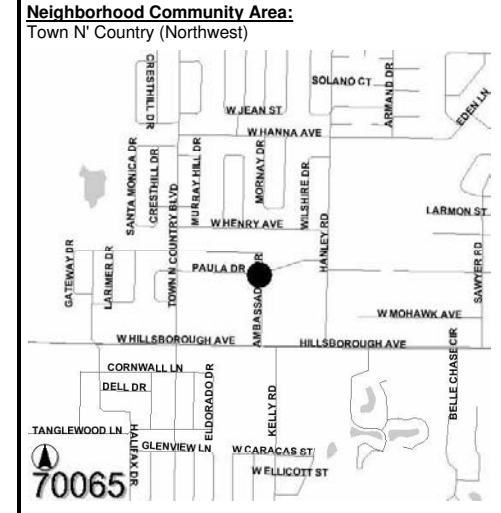 Neighborhood Community Area:
Town N' Country (Northwest)
CRESTHILL DR
SOLANO CT
ARMAND DR
EDEN LN
W JEAN ST
W HANNA AVE
SANTA MONICA DR
CRESTHILL DR
MURRAY HILL DR
MORNAY DR
WILSHIRE DR
TOWN N COUNTRY BLVD
W HENRY AVE
HANLEY RD
LARMON ST
GATEWAY DR
LARIMER DR
PAULA DR
AMBASSAD
R
SAWYER RD
W MOHAWK AVE
W HILLSBOROUGH AVE
HILLSBOROUGH AVE
BELLE CHASE CIR
CORNWALL LN
DELL DR
ELDORADO DR
KELLY RD
TANGLEWOOD LN
HALIFAX DR
GLENVIEW LN
W CARACAS ST
W ELLICOTT ST
70065